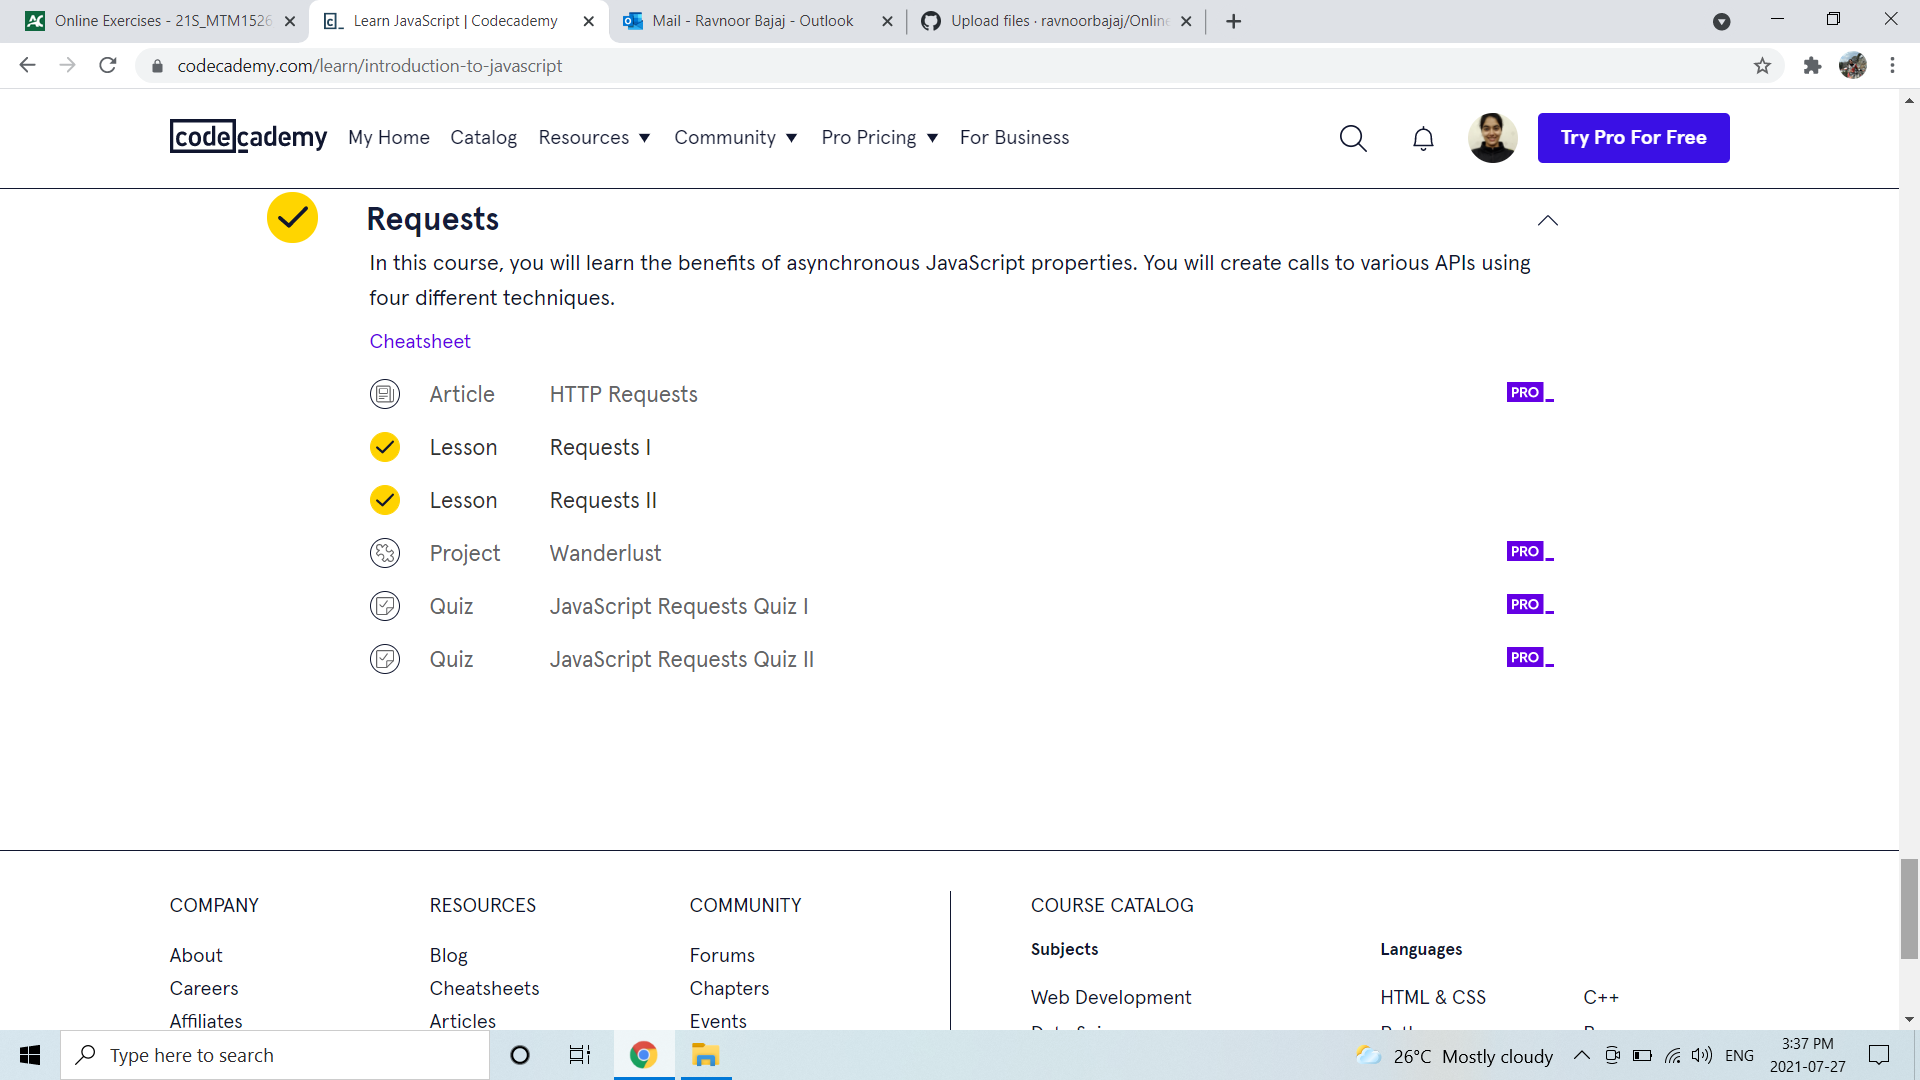 Online Exercises - 21S_MTM1526
Learn JavaScript | Codecademy
Mail - Ravnoor Bajaj - Outlook
Upload files · ravnoorbajaj/Online
codecademy.com/learn/introduction-to-javascript
codecademy My Home Catalog Resources Community Pro Pricing For Business Try Pro For Free
Requests
In this course, you will learn the benefits of asynchronous JavaScript properties. You will create calls to various APIs using
four different techniques.
Cheatsheet
Article HTTP Requests PRO
Lesson Requests I
Lesson Requests II
Project Wanderlust PRO
Quiz JavaScript Requests Quiz I PRO
Quiz JavaScript Requests Quiz II PRO
COMPANY
About
Careers
Affiliates
RESOURCES
Blog
Cheatsheets
Articles
COMMUNITY
Forums
Chapters
Events
COURSE CATALOG
Subjects
Web Development
Languages
HTML & CSS
C++
Type here to search
26°C Mostly cloudy
ENG
3:37 PM
2021-07-27